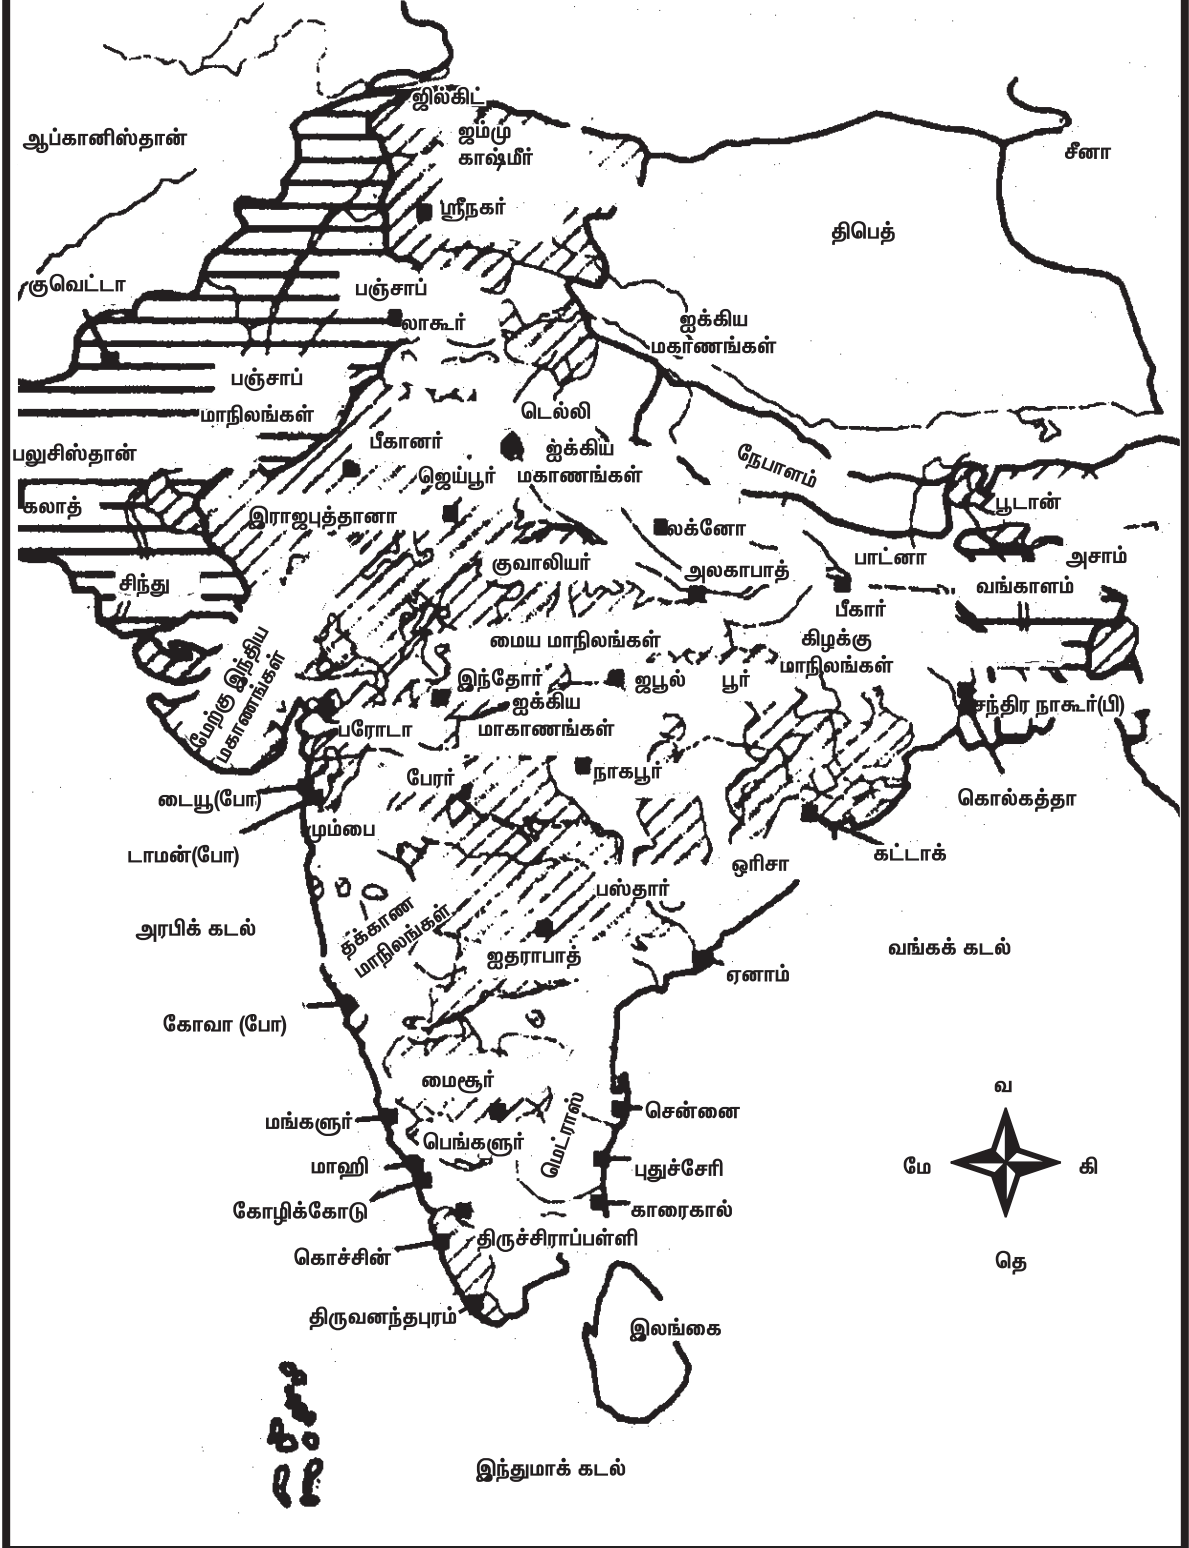 ஜில்கிட்
ஜம்மு
காஷ்மீர்
ஆப்கானிஸ்தான்
சீனா
ஸ்ரீநகர்
திபெத்
குவெட்டா
பஞ்சாப்
லாகூர்
ஐக்கிய
மகாணங்கள்
பஞ்சாப்
மாநிலங்கள்
டெல்லி
பீகானர்
ஐக்கிய
மகாணங்கள்
பலுசிஸ்தான்
ஜெய்பூர்
நேபாளம்
கலாத்
இராஜபுத்தானா
பூடான்
லக்னோ
குவாலியர்
அலகாபாத்
பாட்னா
அசாம்
சிந்து
வங்காளம்
பீகார்
மேற்கு இந்திய
மகாணங்கள்
மைய மாநிலங்கள்
கிழக்கு
மாநிலங்கள்
இந்தோர்
ஜபூல் பூர்
ஐக்கிய
மாகாணங்கள்
சந்திர நாகூர்(பி)
பரோடா
பேரர்
நாகபூர்
டையூ(போ)
கொல்கத்தா
மும்பை
டாமன்(போ)
கட்டாக்
ஒரிசா
பஸ்தார்
அரபிக் கடல்
தக்காண
மாநிலங்கள்
வங்கக் கடல்
ஐதராபாத்
ஏனாம்
கோவா (போ)
மைசூர்
வ
மங்களுர்
சென்னை
பெங்களுர்
மெட்ராஸ்
மாஹி
புதுச்சேரி
மே
கி
கோழிக்கோடு
காரைகால்
திருச்சிராப்பள்ளி
கொச்சின்
தெ
திருவனந்தபுரம்
இலங்கை
இந்துமாக் கடல்